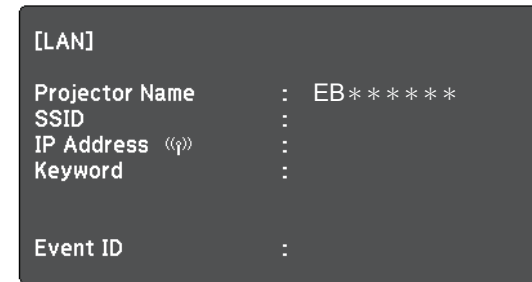 [LAN]
Projector Name : EB******
SSID :
IP Address :
Keyword :
Event ID :